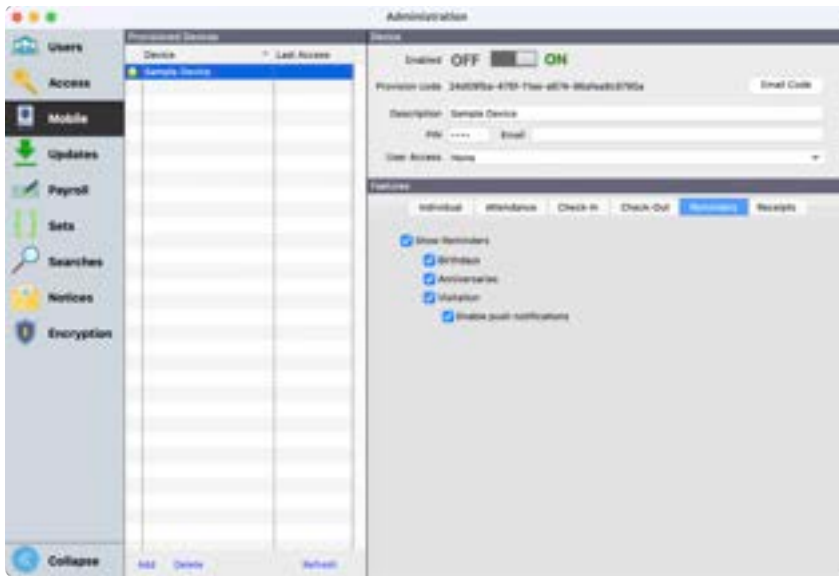 Administration
Users
Access
Mobile
Updates
Payroll
Sets
Searches
Notices
Encryption
Collapse
Provisioned Devices
Device Last Access
Sample Device
Add Delete Refresh
Device
Enabled OFF ON
Provision code Email Code
Description Sample Device
PIN •••• Email
User Access None
Features
Individual Attendance Check-In Check-Out Reminders Receipts
Show Reminders
Birthdays
Anniversaries
Visitation
Enable push notifications